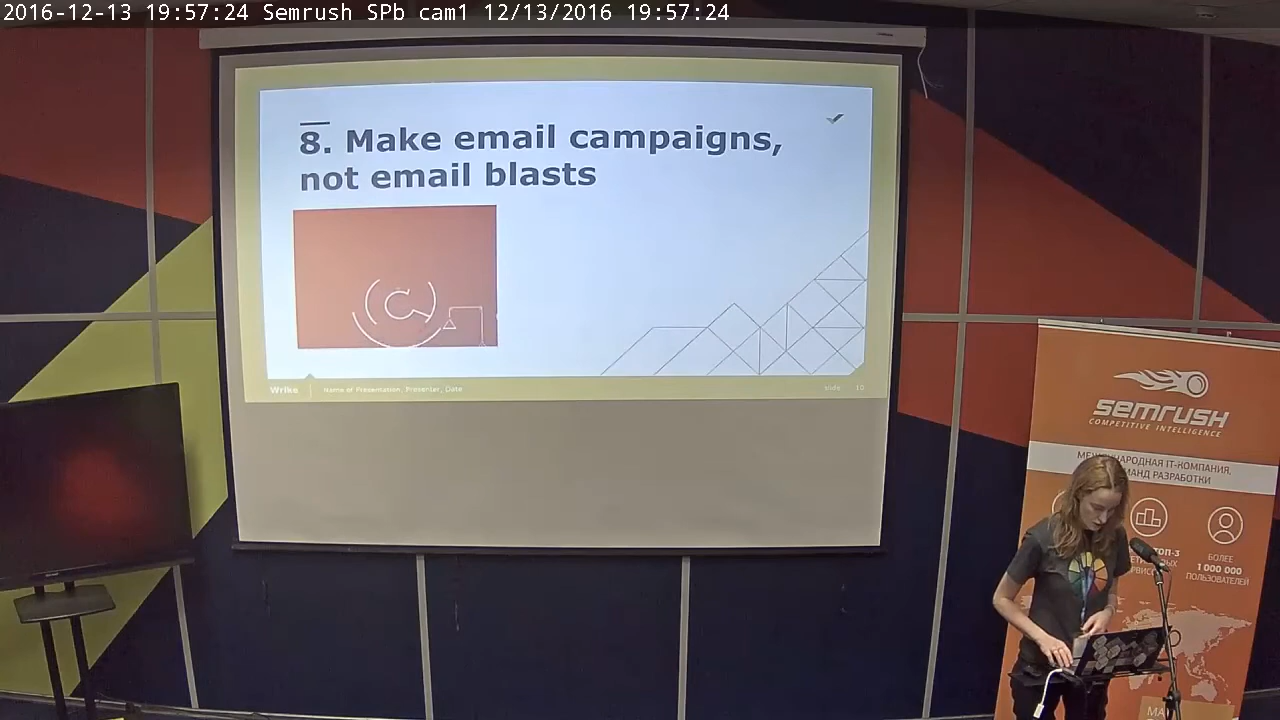 2016-12-13 19:57:24 Semrush SPb cam1 12/13/2016 19:57:24
8. Make email campaigns,
not email blasts
Wrike
Name of Presentation, Presenter, Date
slide 10
semrush
COMPETITIVE INTELLIGENCE
МЕЖДУНАРОДНАЯ IT-КОМПАНИЯ,
РАЗРАБОТКИ
ТОП-3
БОЛЕЕ
1 000 000
ПОЛЬЗОВАТЕЛЕЙ